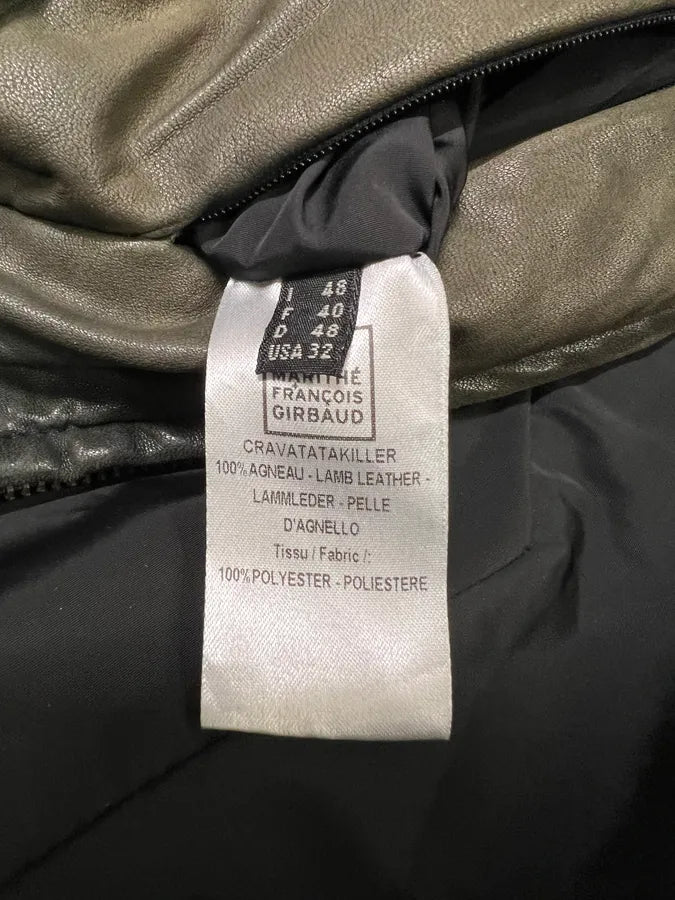 I 48
F 40
D 48
USA 32
MARITHÉ
FRANÇOIS
GIRBAUD
CRAVATATAKILLER
100% AGNEAU - LAMB LEATHER -
LAMMLEDER - PELLE
D'AGNELLO
Tissu / Fabric /:
100%POLYESTER - POLIESTERE